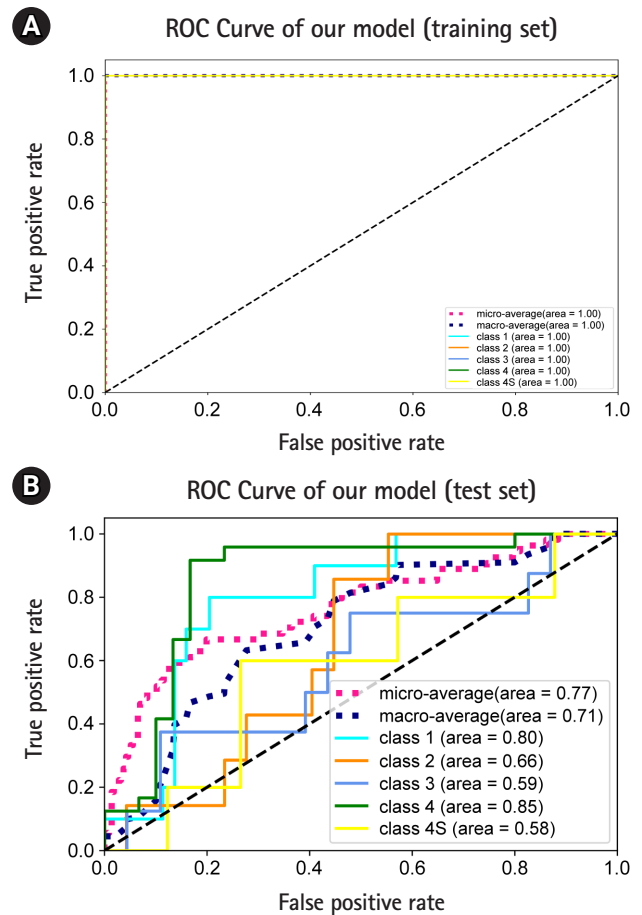 A
ROC Curve of our model (training set)
1.0
0.8
0.6
0.4
0.2
0.0
True positive rate
micro-average(area = 1.00)
macro-average(area = 1.00)
class 1 (area = 1.00)
class 2 (area = 1.00)
class 3 (area = 1.00)
class 4 (area = 1.00)
class 4S (area = 1.00)
0.0 0.2 0.4 0.6 0.8 1.0
False positive rate
B
ROC Curve of our model (test set)
1.0
0.8
0.6
0.4
0.2
0.0
True positive rate
micro-average(area = 0.77)
macro-average(area = 0.71)
class 1 (area = 0.80)
class 2 (area = 0.66)
class 3 (area = 0.59)
class 4 (area = 0.85)
class 4S (area = 0.58)
0.0 0.2 0.4 0.6 0.8 1.0
False positive rate